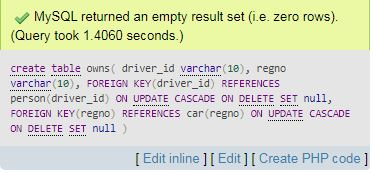 MySQL returned an empty result set (i.e. zero rows).
(Query took 1.4060 seconds.)
create table owns( driver_id varchar(10), regno
varchar(10), FOREIGN KEY(driver_id) REFERENCES
person(driver_id) ON UPDATE CASCADE ON DELETE SET null,
FOREIGN KEY(regno) REFERENCES car(regno) ON UPDATE CASCADE
ON DELETE SET null )
[ Edit inline ] [ Edit ] [ Create PHP code ]